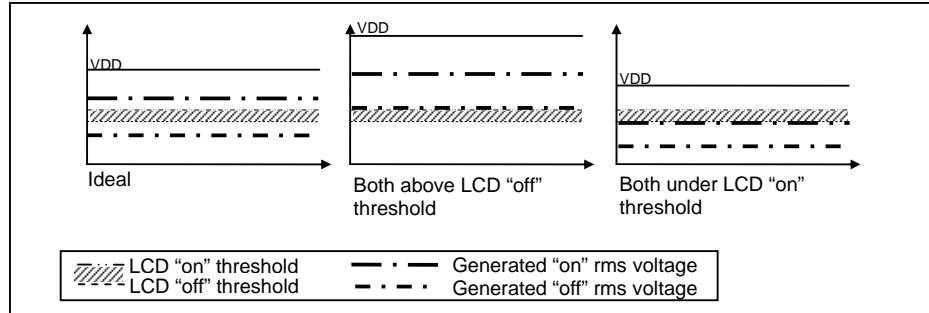 VDD
VDD
VDD
Ideal
Both above LCD “off”
threshold
Both under LCD “on”
threshold
LCD “on” threshold
LCD “off” threshold
Generated “on” rms voltage
Generated “off” rms voltage